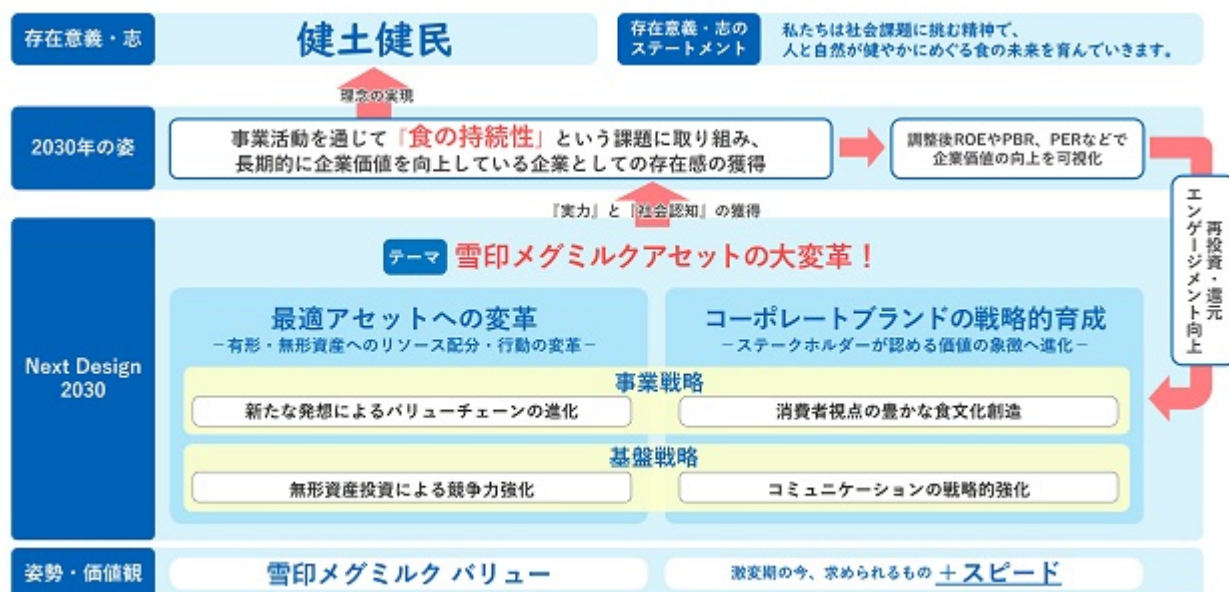 存在意義・志
健土健民
存在意義・志の
ステートメント
私たちは社会課題に挑む精神で、
人と自然が健やかにめぐる食の未来を育んでいきます。
理念の実現
2030年の姿
事業活動を通じて『食の持続性』という課題に取り組み、
長期的に企業価値を向上している企業としての存在感の獲得
調整後ROEやPBR、PERなどで
企業価値の向上を可視化
『実力』と『社会認知』の獲得
再投資・還元
エンゲージメント向上
Next Design
2030
テーマ 雪印メグミルクアセットの大変革！
最適アセットへの変革
－有形・無形資産へのリソース配分・行動の変革－
コーポレートブランドの戦略的育成
－ステークホルダーが認める価値の象徴へ進化－
事業戦略
新たな発想によるバリューチェーンの進化
消費者視点の豊かな食文化創造
基盤戦略
無形資産投資による競争力強化
コミュニケーションの戦略的強化
姿勢・価値観
雪印メグミルク バリュー
激変期の今、求められるもの ＋スピード